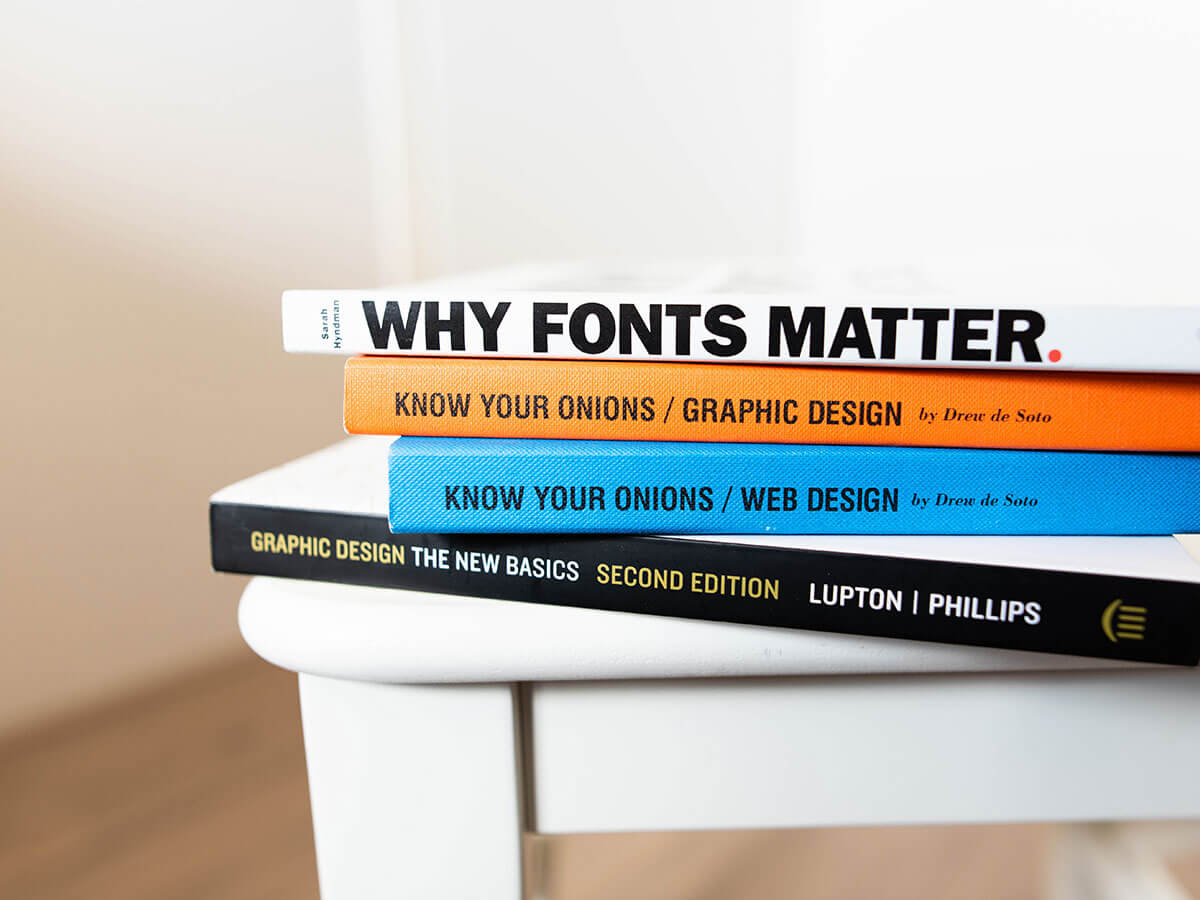 Sarah
Hyndman
WHY FONTS MATTER.
KNOW YOUR ONIONS / GRAPHIC DESIGN by Drew de Soto
KNOW YOUR ONIONS / WEB DESIGN by Drew de Soto
GRAPHIC DESIGN THE NEW BASICS SECOND EDITION LUPTON | PHILLIPS